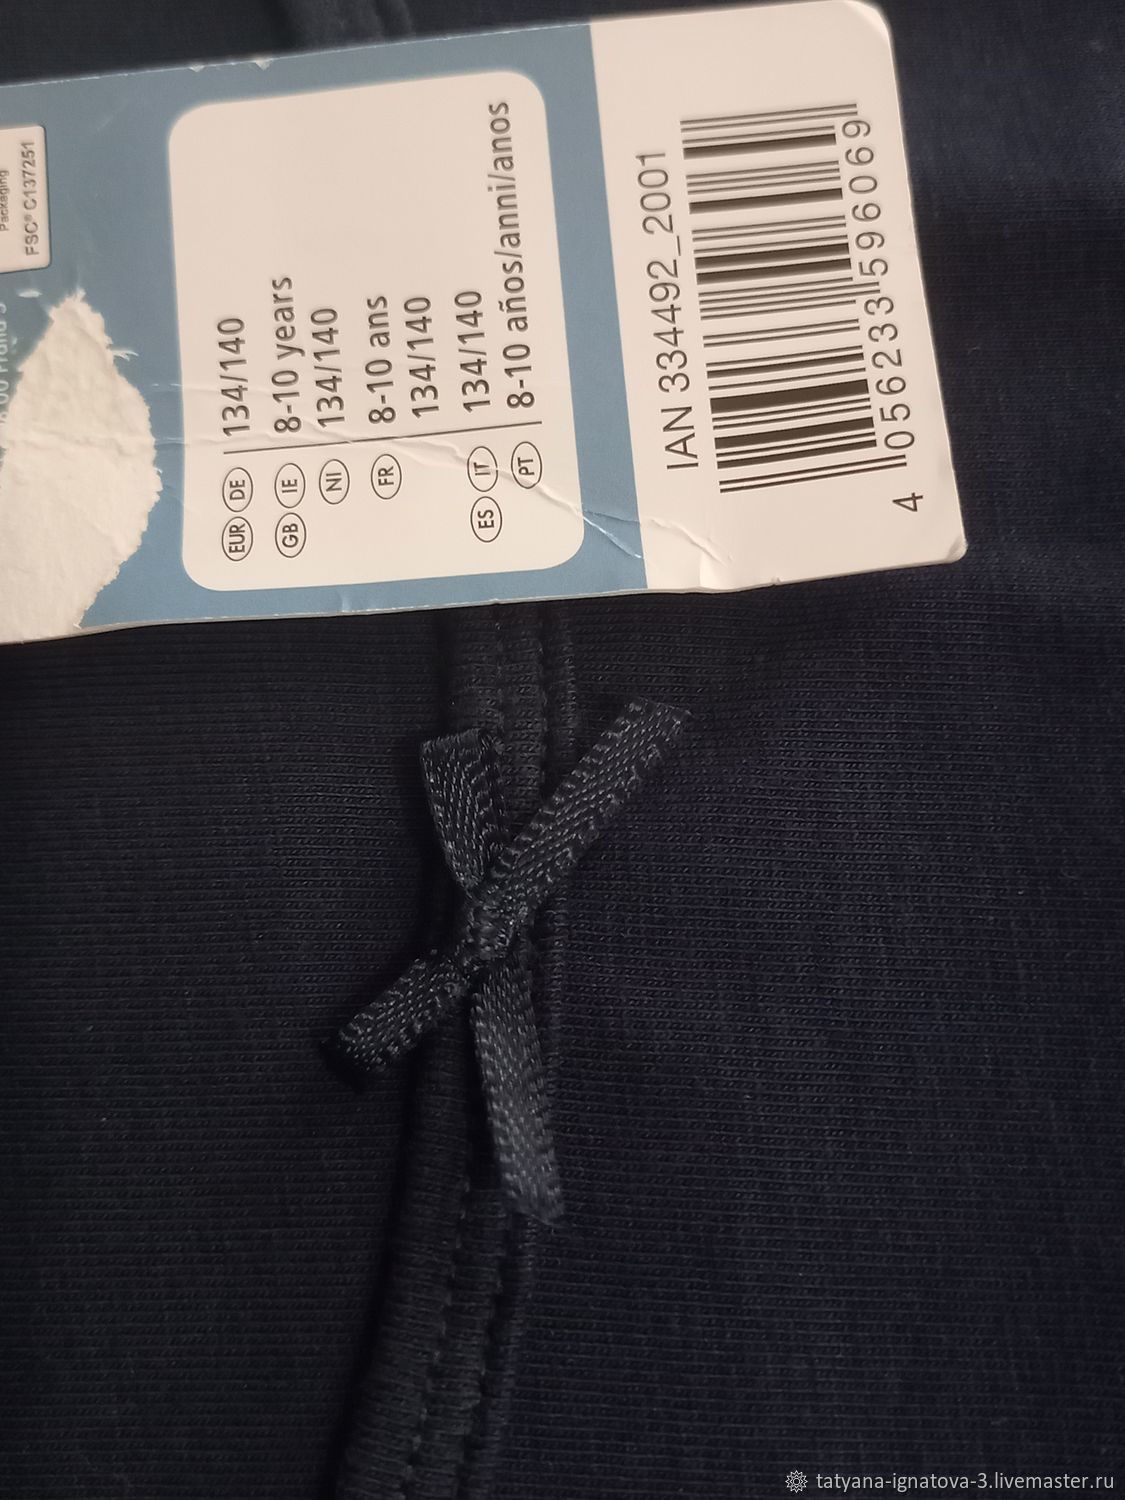 Packaging
FSC® C137251
EUR DE 134/140
GB IE 8-10 years
NI 134/140
FR 8-10 ans
134/140
ES IT 134/140
PT 8-10 años/anni/anos
IAN 334492_2001
4 056233 596069
tatyana-ignatova-3.livemaster.ru